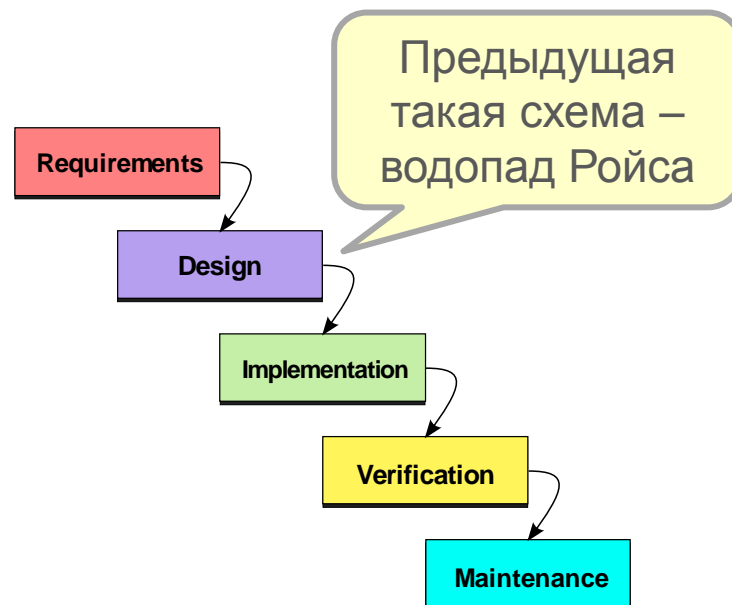 Предыдущая
такая схема –
водопад Ройса
Requirements
Design
Implementation
Verification
Maintenance